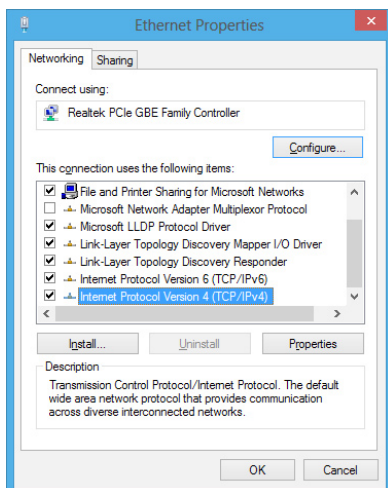 Ethernet Properties
Networking
Sharing
Connect using:
Realtek PCIe GBE Family Controller
Configure...
This connection uses the following items:
File and Printer Sharing for Microsoft Networks
Microsoft Network Adapter Multiplexor Protocol
Microsoft LLDP Protocol Driver
Link-Layer Topology Discovery Mapper I/O Driver
Link-Layer Topology Discovery Responder
Internet Protocol Version 6 (TCP/IPv6)
Internet Protocol Version 4 (TCP/IPv4)
Install...
Uninstall
Properties
Description
Transmission Control Protocol/Internet Protocol. The default
wide area network protocol that provides communication
across diverse interconnected networks.
OK
Cancel